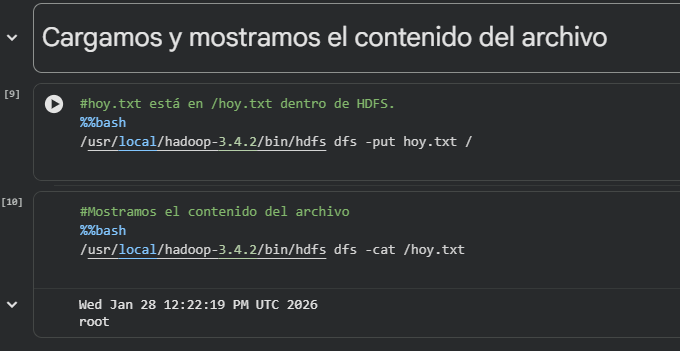 Cargamos y mostramos el contenido del archivo
[9]
#hoy.txt está en /hoy.txt dentro de HDFS.
%%bash
/usr/local/hadoop-3.4.2/bin/hdfs dfs -put hoy.txt /
[10]
#Mostramos el contenido del archivo
%%bash
/usr/local/hadoop-3.4.2/bin/hdfs dfs -cat /hoy.txt
Wed Jan 28 12:22:19 PM UTC 2026
root